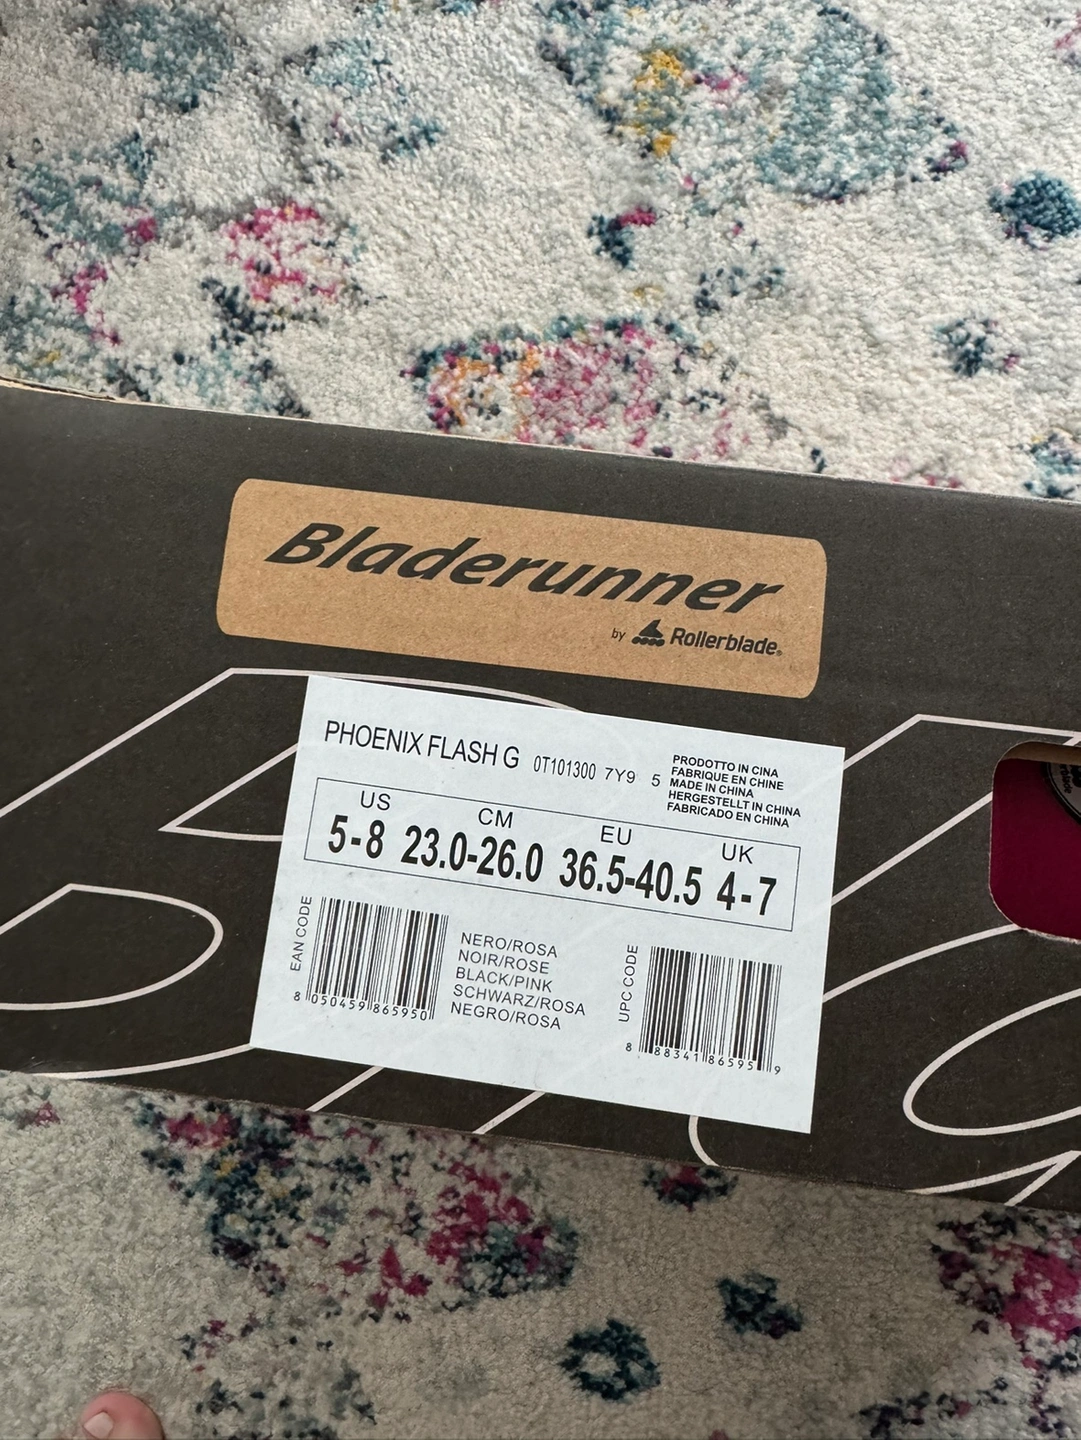 Bladerunner
by Rollerblade®
PHOENIX FLASH G 0T101300 7Y9 5
PRODOTTO IN CINA
FABRIQUE EN CHINE
MADE IN CHINA
HERGESTELLT IN CHINA
FABRICADO EN CHINA
US CM EU UK
5-8 23.0-26.0 36.5-40.5 4-7
EAN CODE
8 050459 865950
NERO/ROSA
NOIR/ROSE
BLACK/PINK
SCHWARZ/ROSA
NEGRO/ROSA
UPC CODE
8 88341 86595 9